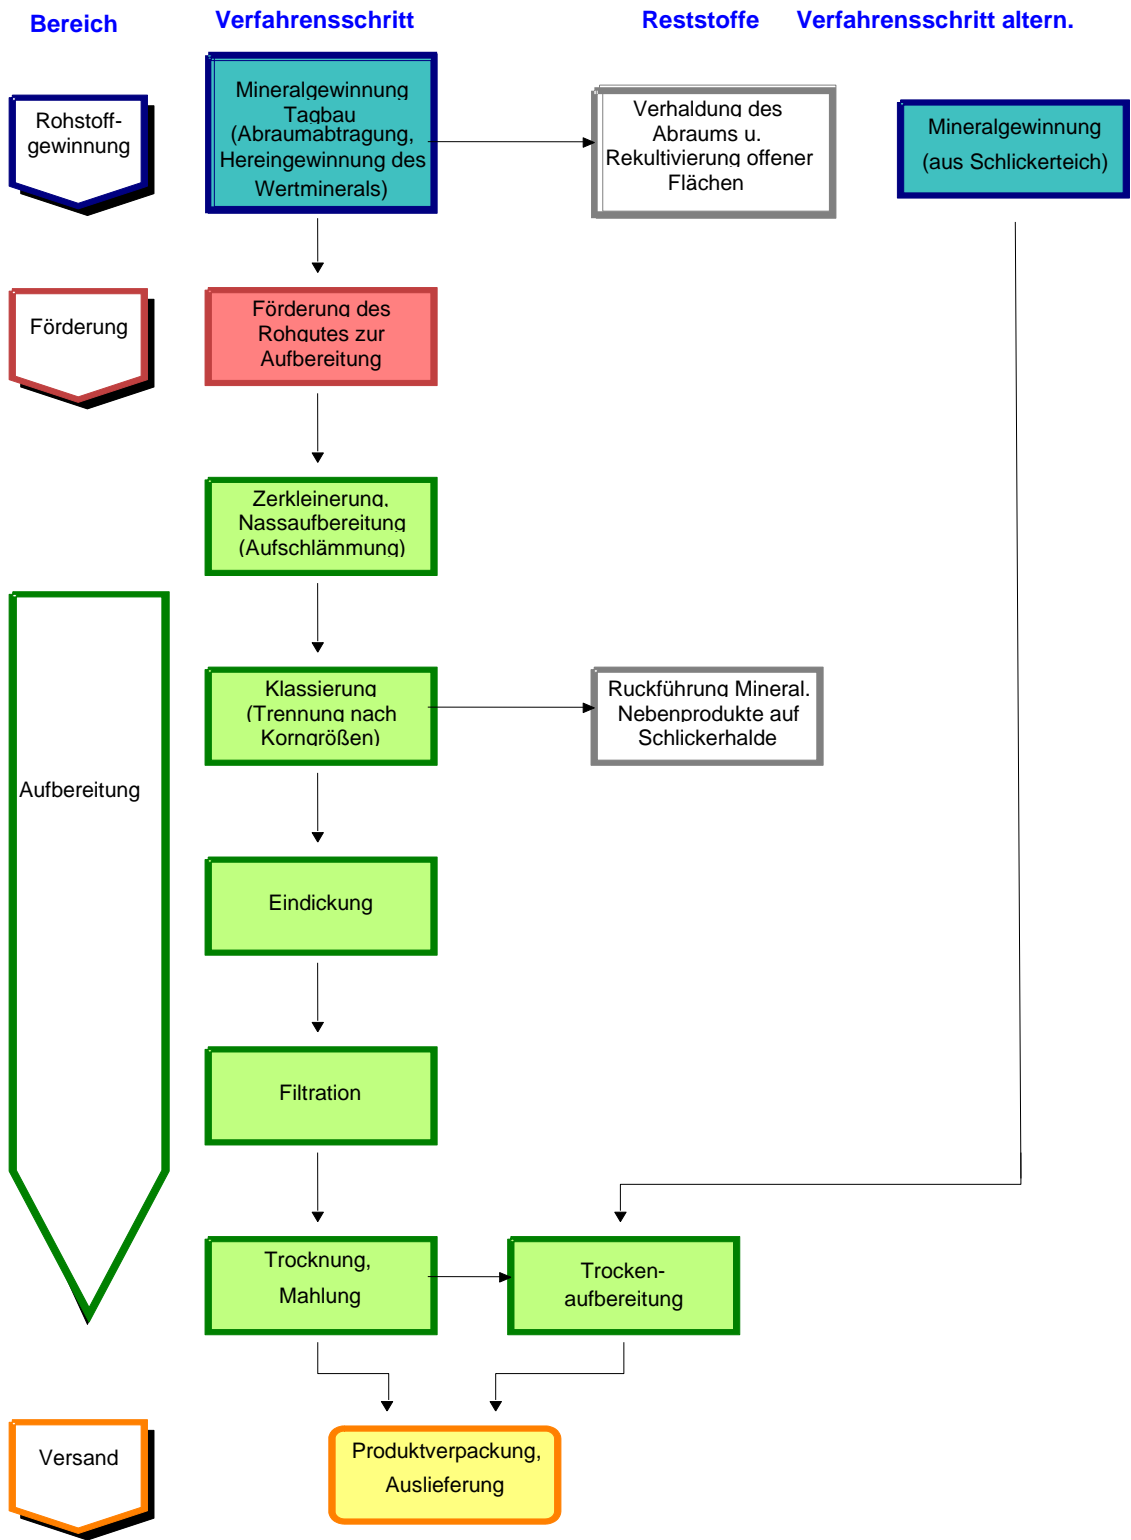 Bereich
Verfahrensschritt
Reststoffe
Verfahrensschritt altern.
Rohstoff-
gewinnung
Mineralgewinnung
Tagbau
(Abraumabtragung,
Hereingewinnung des
Wertminerals)
Verhaldung des
Abraums u.
Rekultivierung offener
Flächen
Mineralgewinnung
(aus Schlickerteich)
Förderung
Förderung des
Rohgutes zur
Aufbereitung
Zerkleinerung,
Nassaufbereitung
(Aufschlämmung)
Aufbereitung
Klassierung
(Trennung nach
Korngrößen)
Ruckführung Mineral.
Nebenprodukte auf
Schlickerhalde
Eindickung
Filtration
Trocknung,
Mahlung
Trocken-
aufbereitung
Versand
Produktverpackung,
Auslieferung